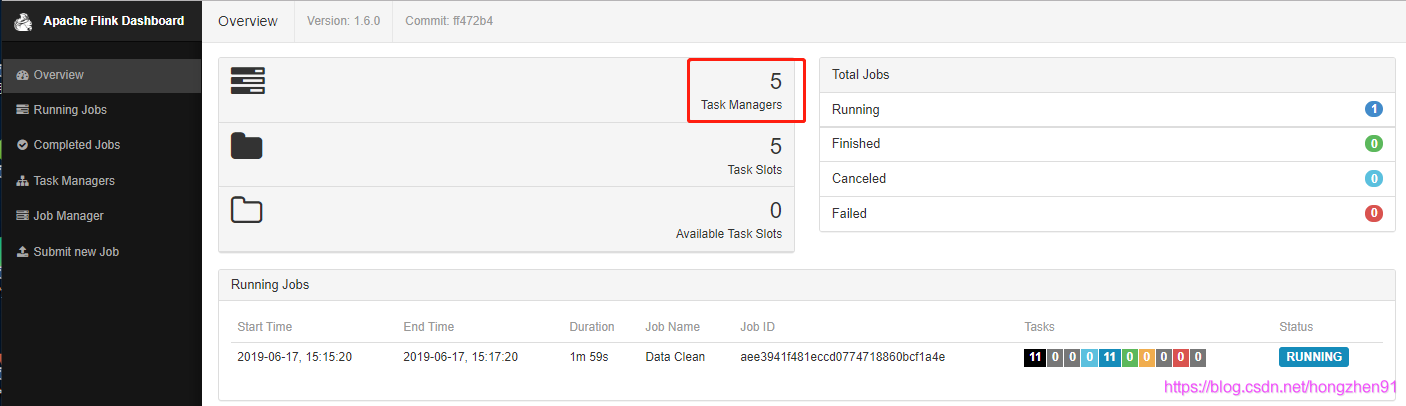 Apache Flink Dashboard
Overview
Version: 1.6.0
Commit: ff472b4
Overview
Running Jobs
Completed Jobs
Task Managers
Job Manager
Submit new Job
5
Task Managers
5
Task Slots
0
Available Task Slots
Total Jobs
Running 1
Finished 0
Canceled 0
Failed 0
Running Jobs
Start Time End Time Duration Job Name Job ID Tasks Status
2019-06-17, 15:15:20 2019-06-17, 15:17:20 1m 59s Data Clean aee3941f481eccd0774718860bcf1a4e 11 0 0 0 11 0 0 0 0 0 RUNNING
https://blog.csdn.net/hongzhen91